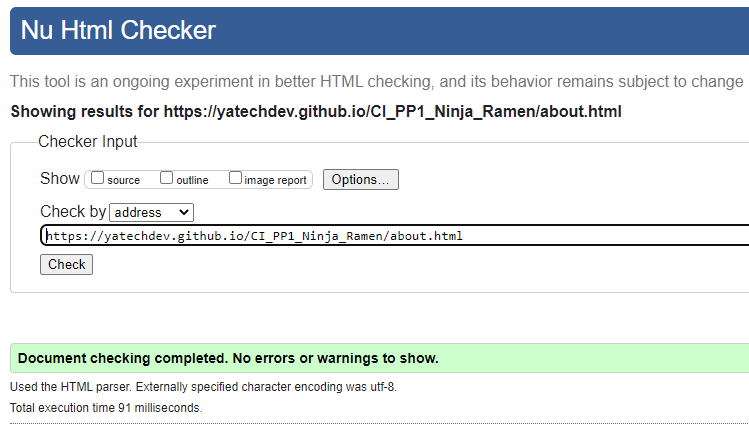 Nu Html Checker
This tool is an ongoing experiment in better HTML checking, and its behavior remains subject to change
Showing results for https://yatechdev.github.io/CI_PP1_Ninja_Ramen/about.html
Checker Input
Show source outline image report Options...
Check by address
https://yatechdev.github.io/CI_PP1_Ninja_Ramen/about.html
Check
Document checking completed. No errors or warnings to show.
Used the HTML parser. Externally specified character encoding was utf-8.
Total execution time 91 milliseconds.